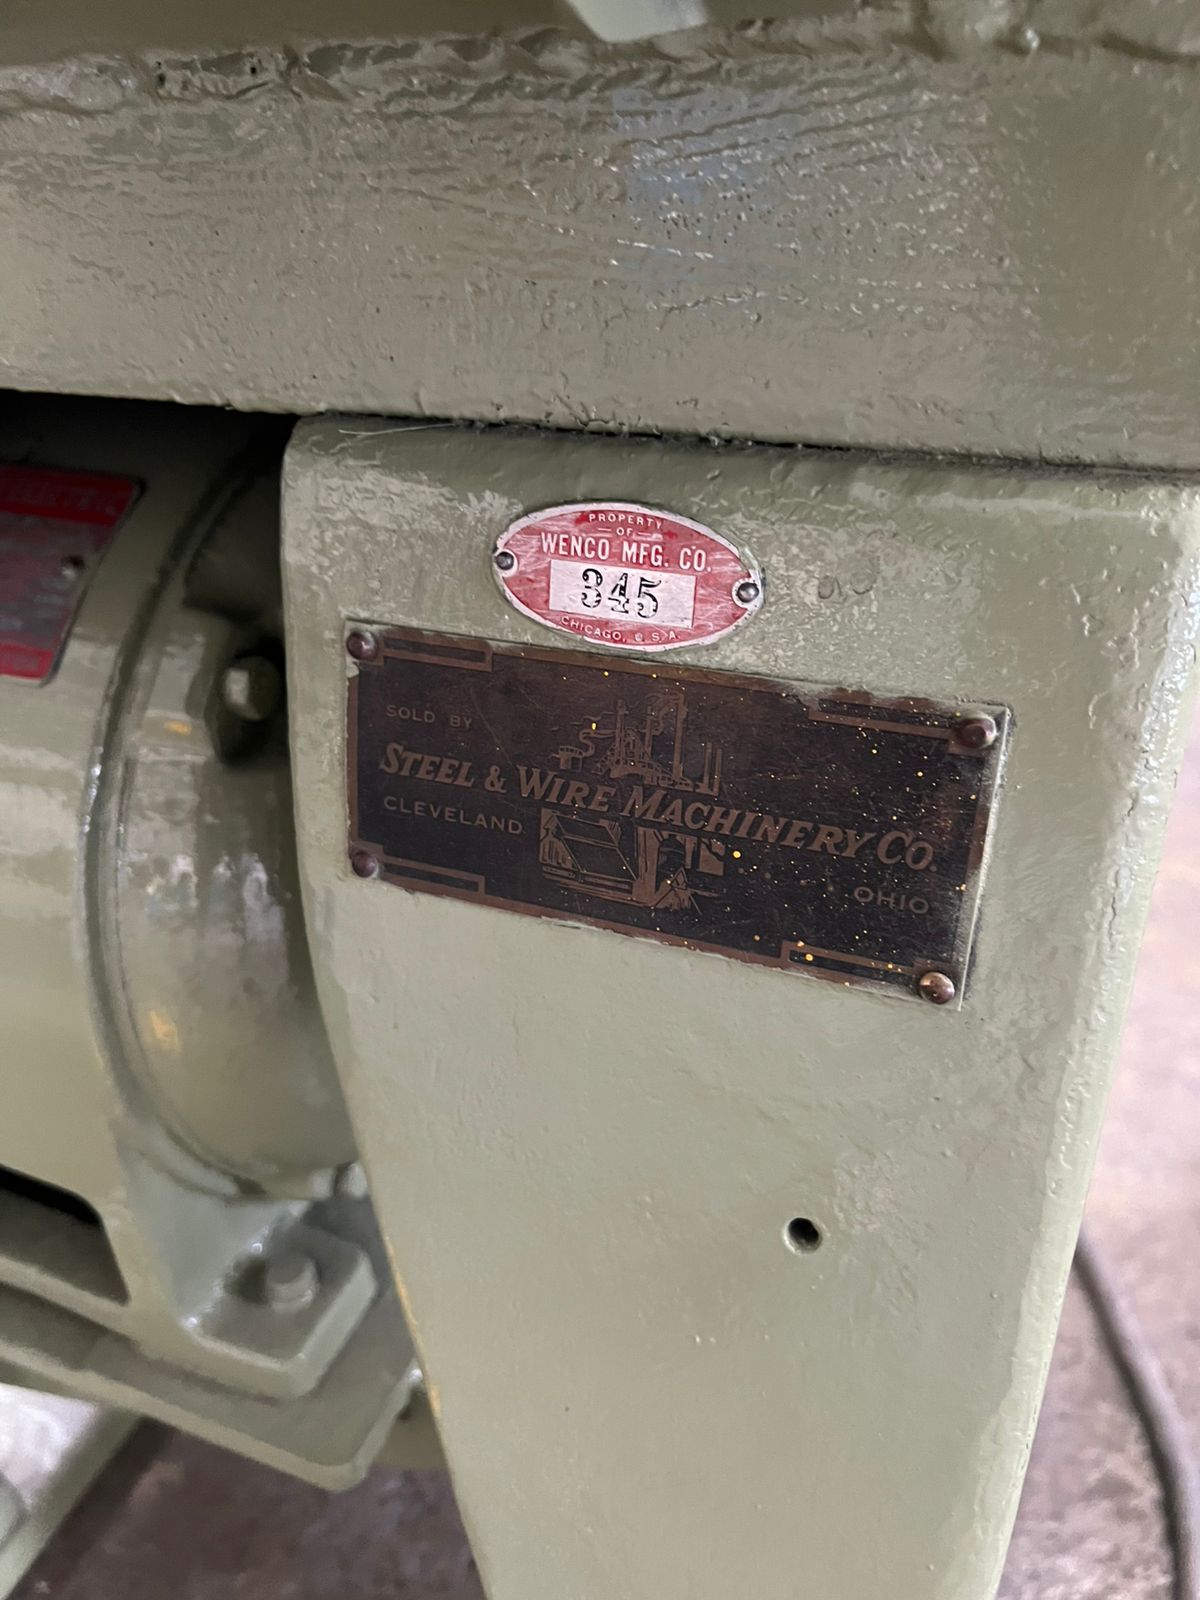 PROPERTY
OF
WENCO MFG. CO.
345
CHICAGO, U.S.A.
SOLD BY
STEEL & WIRE MACHINERY CO.
CLEVELAND
OHIO